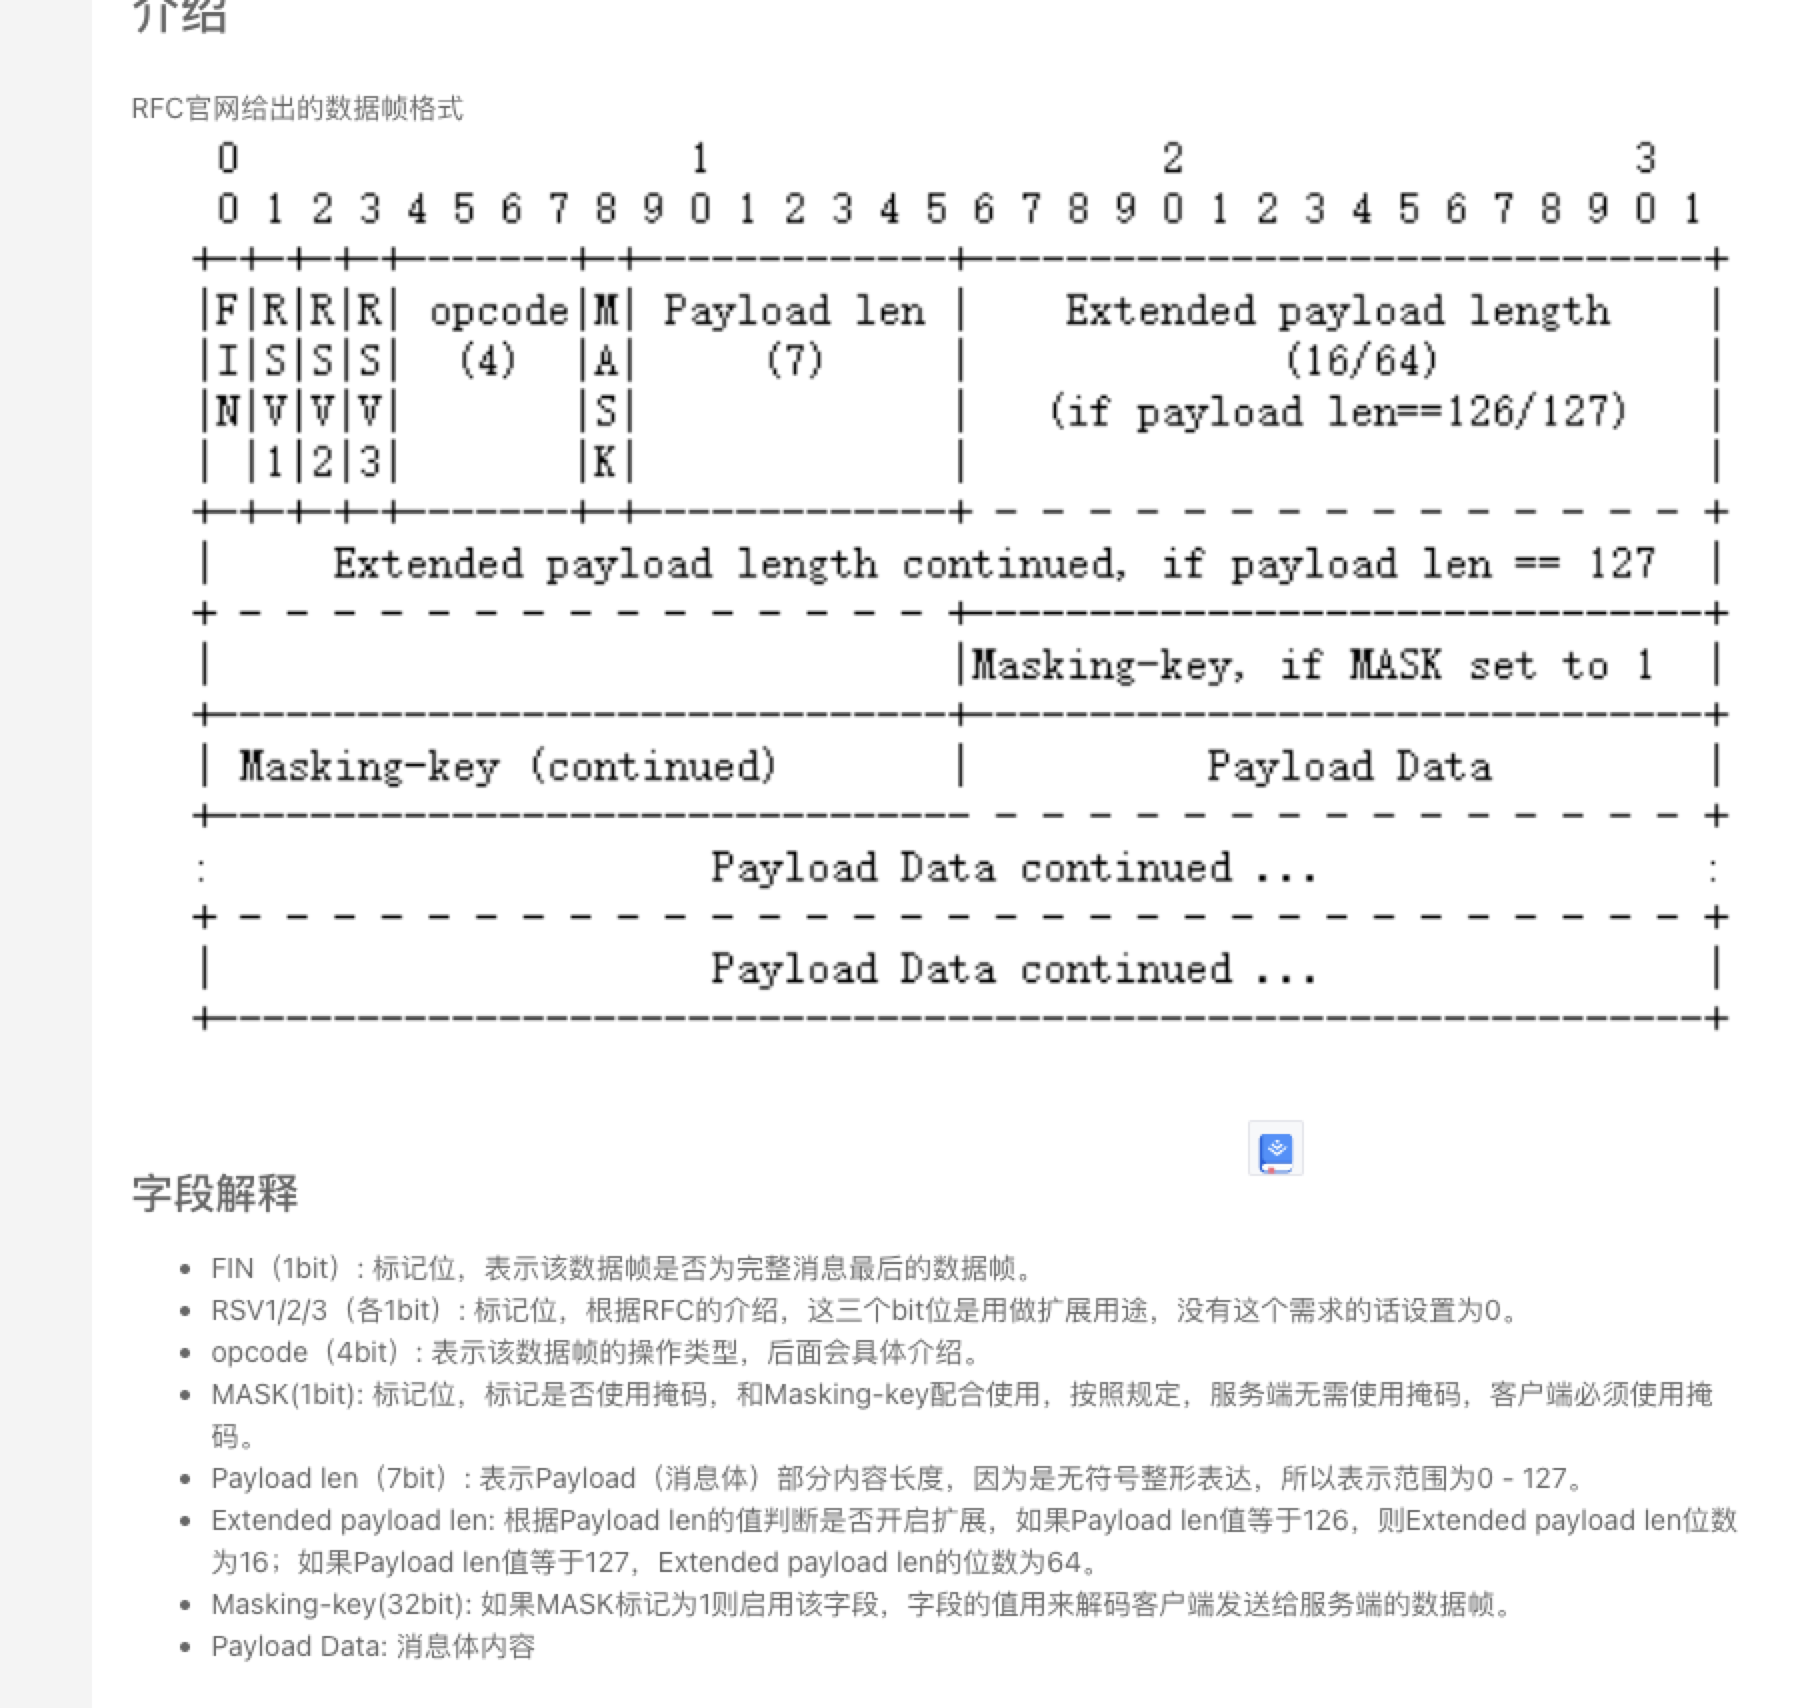 介绍
RFC官网给出的数据帧格式
0 1 2 3
0 1 2 3 4 5 6 7 8 9 0 1 2 3 4 5 6 7 8 9 0 1 2 3 4 5 6 7 8 9 0 1
+-+-+-+-+-------+-+-------------+-------------------------------+
|F|R|R|R| opcode|M| Payload len |    Extended payload length    |
|I|S|S|S|  (4)  |A|     (7)     |             (16/64)           |
|N|V|V|V|       |S|             |   (if payload len==126/127)   |
| |1|2|3|       |K|             |                               |
+-+-+-+-+-------+-+-------------+ - - - - - - - - - - - - - - - +
|     Extended payload length continued, if payload len == 127  |
+ - - - - - - - - - - - - - - - +-------------------------------+
|                               |Masking-key, if MASK set to 1  |
+-------------------------------+-------------------------------+
| Masking-key (continued)       |          Payload Data         |
+-------------------------------- - - - - - - - - - - - - - - - +
:                     Payload Data continued ...                :
+ - - - - - - - - - - - - - - - - - - - - - - - - - - - - - - - +
|                     Payload Data continued ...                |
+---------------------------------------------------------------+
字段解释
• FIN（1bit）: 标记位，表示该数据帧是否为完整消息最后的数据帧。
• RSV1/2/3（各1bit）: 标记位，根据RFC的介绍，这三个bit位是用做扩展用途，没有这个需求的话设置为0。
• opcode（4bit）: 表示该数据帧的操作类型，后面会具体介绍。
• MASK(1bit): 标记位，标记是否使用掩码，和Masking-key配合使用，按照规定，服务端无需使用掩码，客户端必须使用掩
码。
• Payload len（7bit）: 表示Payload（消息体）部分内容长度，因为是无符号整形表达，所以表示范围为0 - 127。
• Extended payload len: 根据Payload len的值判断是否开启扩展，如果Payload len值等于126，则Extended payload len位数
为16；如果Payload len值等于127，Extended payload len的位数为64。
• Masking-key(32bit): 如果MASK标记为1则启用该字段，字段的值用来解码客户端发送给服务端的数据帧。
• Payload Data: 消息体内容